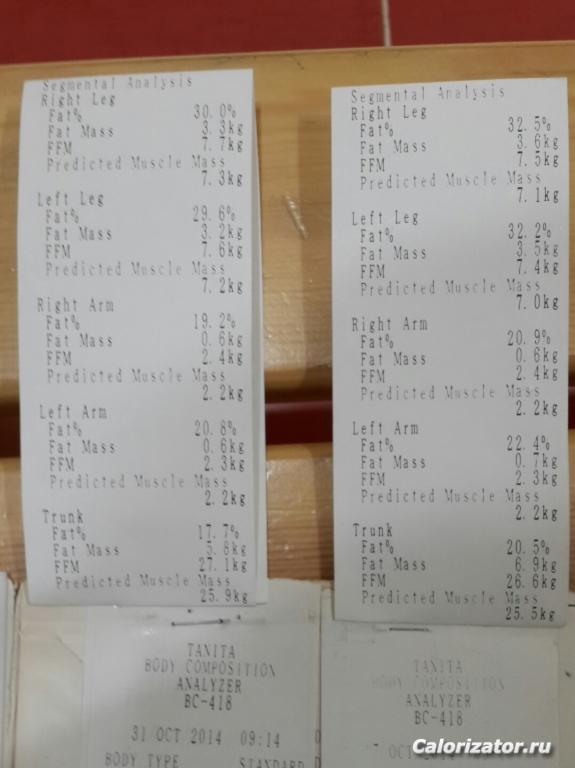 Segmental Analysis
Right Leg
Fat% 30.0%
Fat Mass 3.3kg
FFM 7.7kg
Predicted Muscle Mass
7.3kg
Left Leg
Fat% 29.6%
Fat Mass 3.2kg
FFM 7.6kg
Predicted Muscle Mass
7.2kg
Right Arm
Fat% 19.2%
Fat Mass 0.6kg
FFM 2.4kg
Predicted Muscle Mass
2.2kg
Left Arm
Fat% 20.8%
Fat Mass 0.6kg
FFM 2.3kg
Predicted Muscle Mass
2.2kg
Trunk
Fat% 17.7%
Fat Mass 5.8kg
FFM 27.1kg
Predicted Muscle Mass
25.9kg
TANITA
BODY COMPOSITION
ANALYZER
BC-418
31 OCT 2014 09:14
BODY TYPE STANDARD
Segmental Analysis
Right Leg
Fat% 32.5%
Fat Mass 3.6kg
FFM 7.5kg
Predicted Muscle Mass
7.1kg
Left Leg
Fat% 32.2%
Fat Mass 3.5kg
FFM 7.4kg
Predicted Muscle Mass
7.0kg
Right Arm
Fat% 20.9%
Fat Mass 0.6kg
FFM 2.4kg
Predicted Muscle Mass
2.2kg
Left Arm
Fat% 22.4%
Fat Mass 0.7kg
FFM 2.3kg
Predicted Muscle Mass
2.2kg
Trunk
Fat% 20.5%
Fat Mass 6.9kg
FFM 26.6kg
Predicted Muscle Mass
25.5kg
TANITA
BODY COMPOSITION
ANALYZER
BC-418
Calorizator.ru